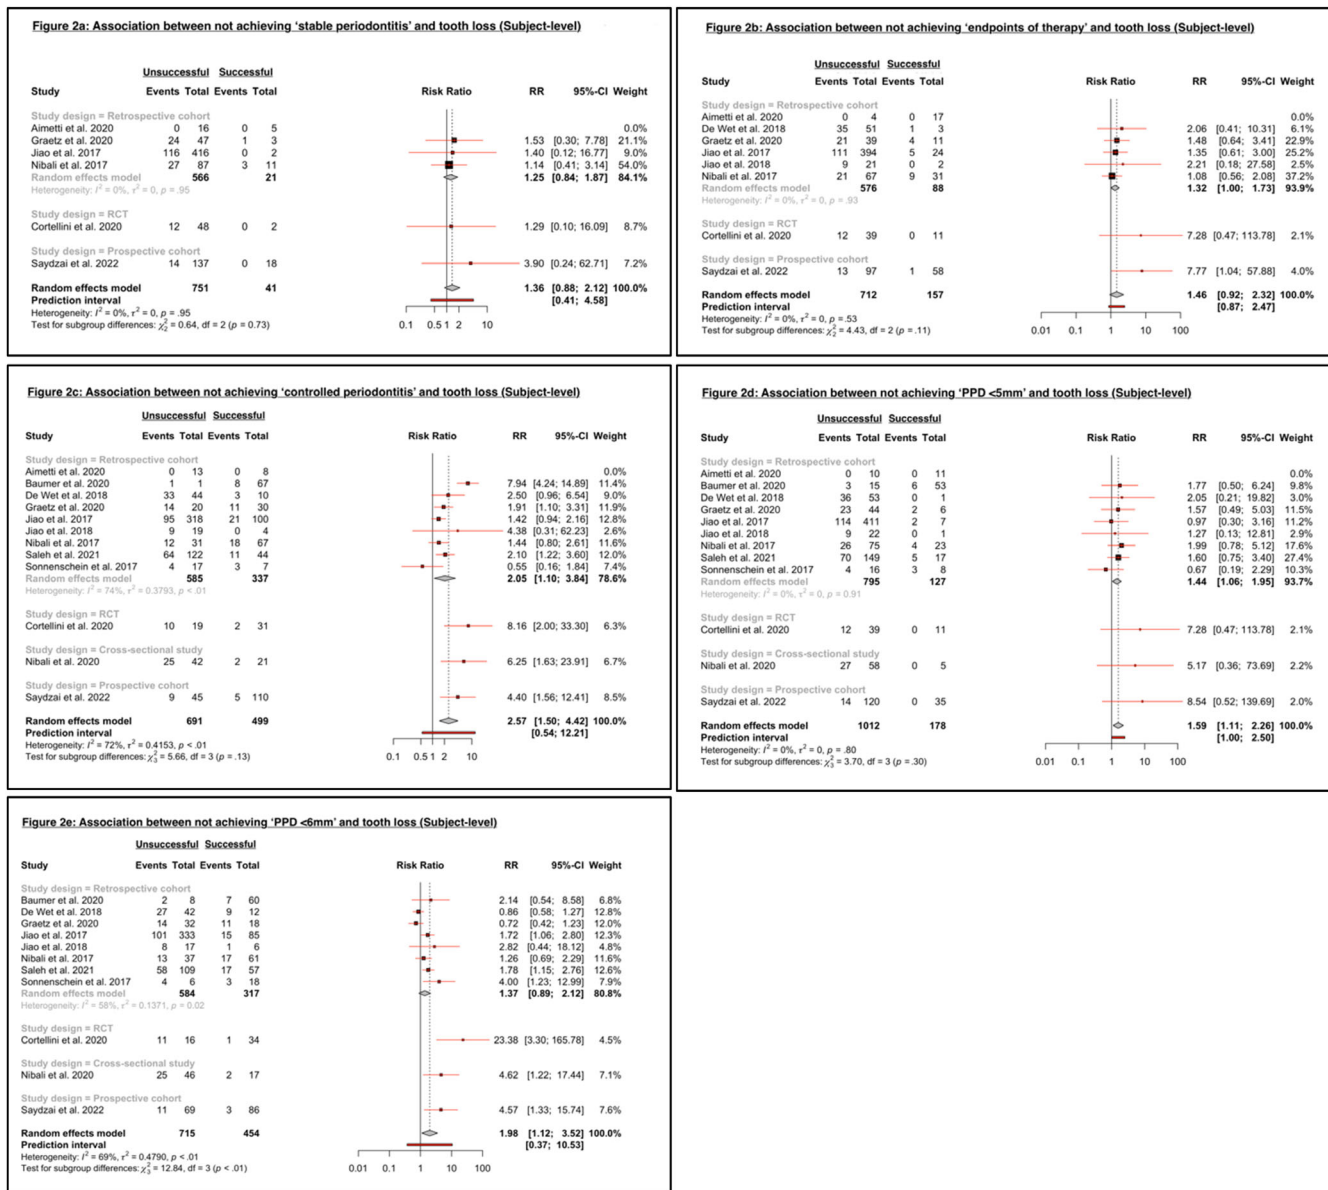 Figure 2a: Association between not achieving 'stable periodontitis' and tooth loss (Subject-level)
Unsuccessful Successful
Study Events Total Events Total Risk Ratio RR 95%-CI Weight
Study design = Retrospective cohort
Aimetti et al. 2020 0 16 0 5 0.0%
Graetz et al. 2020 24 47 1 3 1.53 [0.30; 7.78] 21.1%
Jiao et al. 2017 116 416 0 2 1.40 [0.12; 16.77] 9.0%
Nibali et al. 2017 27 87 3 11 1.14 [0.41; 3.14] 54.0%
Random effects model 566 21 1.25 [0.84; 1.87] 84.1%
Heterogeneity: I² = 0%, τ² = 0, p = .95
Study design = RCT
Cortellini et al. 2020 12 48 0 2 1.29 [0.10; 16.09] 8.7%
Study design = Prospective cohort
Saydzai et al. 2022 14 137 0 18 3.90 [0.24; 62.71] 7.2%
Random effects model 751 41 1.36 [0.88; 2.12] 100.0%
Prediction interval [0.41; 4.58]
Heterogeneity: I² = 0%, τ² = 0, p = .95
Test for subgroup differences: χ²₂ = 0.64, df = 2 (p = 0.73)
0.1 0.5 1 2 10
Figure 2b: Association between not achieving 'endpoints of therapy' and tooth loss (Subject-level)
Unsuccessful Successful
Study Events Total Events Total Risk Ratio RR 95%-CI Weight
Study design = Retrospective cohort
Aimetti et al. 2020 0 4 0 17 0.0%
De Wet et al. 2018 35 51 1 3 2.06 [0.41; 10.31] 6.1%
Graetz et al. 2020 21 39 4 11 1.48 [0.64; 3.41] 22.9%
Jiao et al. 2017 111 394 5 24 1.35 [0.61; 3.00] 25.2%
Jiao et al. 2018 9 21 0 2 2.21 [0.18; 27.58] 2.5%
Nibali et al. 2017 21 67 9 31 1.08 [0.56; 2.08] 37.2%
Random effects model 576 88 1.32 [1.00; 1.73] 93.9%
Heterogeneity: I² = 0%, τ² = 0, p = .93
Study design = RCT
Cortellini et al. 2020 12 39 0 11 7.28 [0.47; 113.78] 2.1%
Study design = Prospective cohort
Saydzai et al. 2022 13 97 1 58 7.77 [1.04; 57.88] 4.0%
Random effects model 712 157 1.46 [0.92; 2.32] 100.0%
Prediction interval [0.87; 2.47]
Heterogeneity: I² = 0%, τ² = 0, p = .53
Test for subgroup differences: χ²₂ = 4.43, df = 2 (p = .11)
0.01 0.1 1 10 100
Figure 2c: Association between not achieving 'controlled periodontitis' and tooth loss (Subject-level)
Unsuccessful Successful
Study Events Total Events Total Risk Ratio RR 95%-CI Weight
Study design = Retrospective cohort
Aimetti et al. 2020 0 13 0 8 0.0%
Baumer et al. 2020 1 1 8 67 7.94 [4.24; 14.89] 11.4%
De Wet et al. 2018 33 44 3 10 2.50 [0.96; 6.54] 9.0%
Graetz et al. 2020 14 20 11 30 1.91 [1.10; 3.31] 11.9%
Jiao et al. 2017 95 318 21 100 1.42 [0.94; 2.16] 12.8%
Jiao et al. 2018 9 19 0 4 4.38 [0.31; 62.23] 2.6%
Nibali et al. 2017 12 31 18 67 1.44 [0.80; 2.61] 11.6%
Saleh et al. 2021 64 122 11 44 2.10 [1.22; 3.60] 12.0%
Sonnenschein et al. 2017 4 17 3 7 0.55 [0.16; 1.84] 7.4%
Random effects model 585 337 2.05 [1.10; 3.84] 78.6%
Heterogeneity: I² = 74%, τ² = 0.3793, p < .01
Study design = RCT
Cortellini et al. 2020 10 19 2 31 8.16 [2.00; 33.30] 6.3%
Study design = Cross-sectional study
Nibali et al. 2020 25 42 2 21 6.25 [1.63; 23.91] 6.7%
Study design = Prospective cohort
Saydzai et al. 2022 9 45 5 110 4.40 [1.56; 12.41] 8.5%
Random effects model 691 499 2.57 [1.50; 4.42] 100.0%
Prediction interval [0.54; 12.21]
Heterogeneity: I² = 72%, τ² = 0.4153, p < .01
Test for subgroup differences: χ²₃ = 5.66, df = 3 (p = .13)
0.1 0.5 1 2 10
Figure 2d: Association between not achieving 'PPD <5mm' and tooth loss (Subject-level)
Unsuccessful Successful
Study Events Total Events Total Risk Ratio RR 95%-CI Weight
Study design = Retrospective cohort
Aimetti et al. 2020 0 10 0 11 0.0%
Baumer et al. 2020 3 15 6 53 1.77 [0.50; 6.24] 9.8%
De Wet et al. 2018 36 53 0 1 2.05 [0.21; 19.82] 3.0%
Graetz et al. 2020 23 44 2 6 1.57 [0.49; 5.03] 11.4%
Jiao et al. 2017 114 411 2 7 0.97 [0.30; 3.16] 11.2%
Jiao et al. 2018 9 22 0 1 1.27 [0.13; 12.81] 2.9%
Nibali et al. 2017 26 75 4 23 1.99 [0.78; 5.12] 17.6%
Saleh et al. 2021 70 149 5 17 1.60 [0.75; 3.40] 27.4%
Sonnenschein et al. 2017 4 16 3 8 0.67 [0.19; 2.29] 10.3%
Random effects model 795 127 1.44 [1.06; 1.95] 93.7%
Heterogeneity: I² = 0%, τ² = 0, p = 0.91
Study design = RCT
Cortellini et al. 2020 12 39 0 11 7.28 [0.47; 113.78] 2.1%
Study design = Cross-sectional study
Nibali et al. 2020 27 58 0 5 5.17 [0.36; 73.69] 2.2%
Study design = Prospective cohort
Saydzai et al. 2022 14 120 0 35 8.54 [0.52; 139.69] 2.0%
Random effects model 1012 178 1.59 [1.11; 2.26] 100.0%
Prediction interval [1.00; 2.50]
Heterogeneity: I² = 0%, τ² = 0, p = .80
Test for subgroup differences: χ²₃ = 3.70, df = 3 (p = .30)
0.01 0.1 1 10 100
Figure 2e: Association between not achieving 'PPD <6mm' and tooth loss (Subject-level)
Unsuccessful Successful
Study Events Total Events Total Risk Ratio RR 95%-CI Weight
Study design = Retrospective cohort
Baumer et al. 2020 2 8 7 60 2.14 [0.54; 8.58] 6.8%
De Wet et al. 2018 27 42 9 12 0.86 [0.58; 1.27] 12.8%
Graetz et al. 2020 14 32 11 18 0.72 [0.42; 1.23] 12.0%
Jiao et al. 2017 101 333 15 85 1.72 [1.06; 2.80] 12.3%
Jiao et al. 2018 8 17 1 6 2.82 [0.44; 18.12] 4.8%
Nibali et al. 2017 13 37 17 61 1.26 [0.69; 2.29] 11.6%
Saleh et al. 2021 58 109 17 57 1.78 [1.15; 2.76] 12.6%
Sonnenschein et al. 2017 4 6 3 18 4.00 [1.23; 12.99] 7.9%
Random effects model 584 317 1.37 [0.89; 2.12] 80.8%
Heterogeneity: I² = 58%, τ² = 0.1371, p = 0.02
Study design = RCT
Cortellini et al. 2020 11 16 1 34 23.38 [3.30; 165.78] 4.5%
Study design = Cross-sectional study
Nibali et al. 2020 25 46 2 17 4.62 [1.22; 17.44] 7.1%
Study design = Prospective cohort
Saydzai et al. 2022 11 69 3 86 4.57 [1.33; 15.74] 7.6%
Random effects model 715 454 1.98 [1.12; 3.52] 100.0%
Prediction interval [0.37; 10.53]
Heterogeneity: I² = 69%, τ² = 0.4790, p < .01
Test for subgroup differences: χ²₃ = 12.84, df = 3 (p < .01)
0.01 0.1 1 10 100